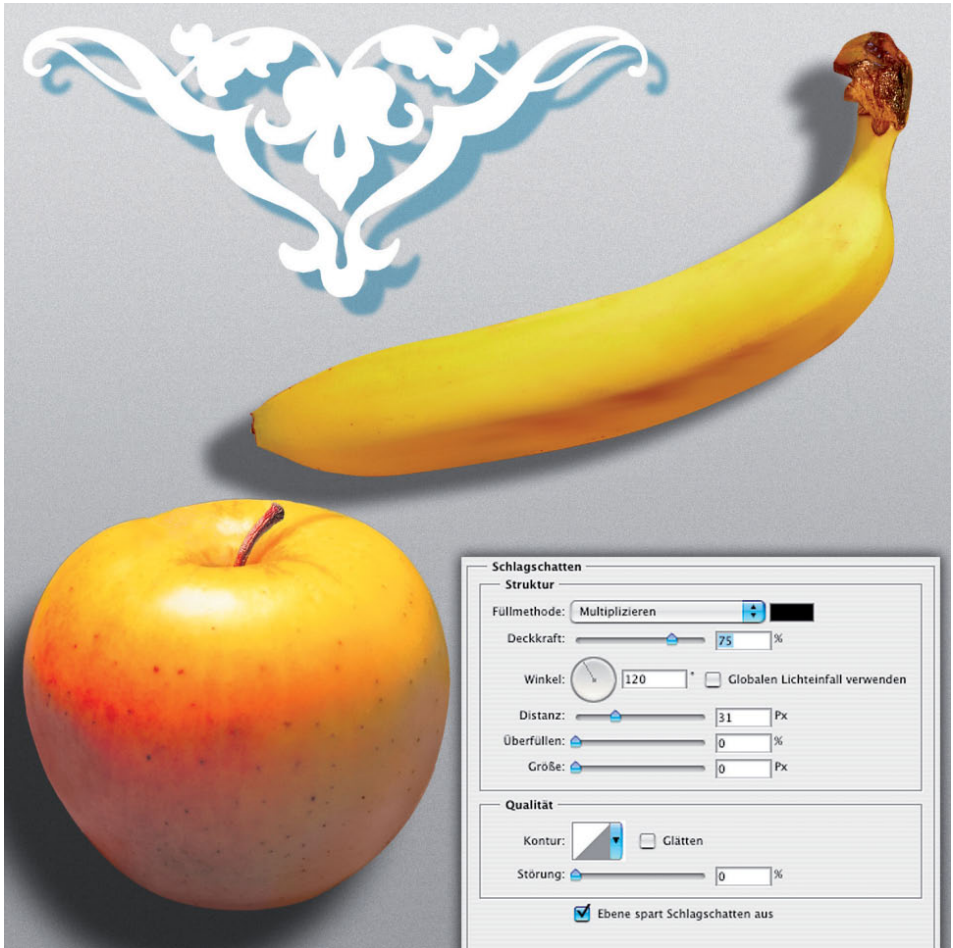 Schlagschatten
Struktur
Füllmethode: Multiplizieren
Deckkraft: 75 %
Winkel: 120 ° Globalen Lichteinfall verwenden
Distanz: 31 Px
Überfüllen: 0 %
Größe: 0 Px
Qualität
Kontur: Glätten
Störung: 0 %
Ebene spart Schlagschatten aus